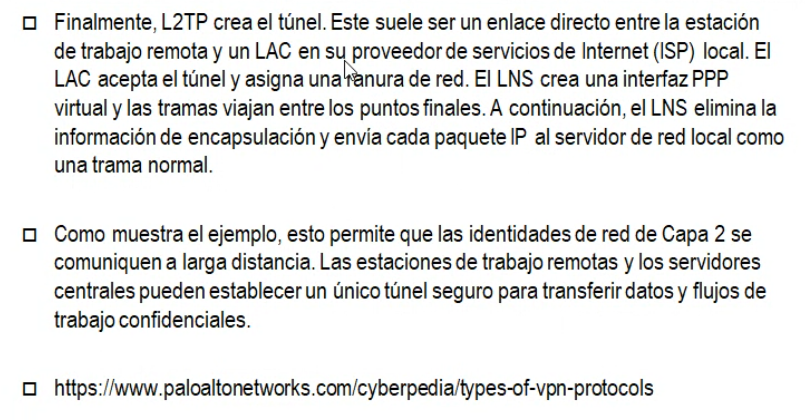 Finalmente, L2TP crea el túnel. Este suele ser un enlace directo entre la estación
de trabajo remota y un LAC en su proveedor de servicios de Internet (ISP) local. El
LAC acepta el túnel y asigna una ranura de red. El LNS crea una interfaz PPP
virtual y las tramas viajan entre los puntos finales. A continuación, el LNS elimina la
información de encapsulación y envía cada paquete IP al servidor de red local como
una trama normal.
Como muestra el ejemplo, esto permite que las identidades de red de Capa 2 se
comuniquen a larga distancia. Las estaciones de trabajo remotas y los servidores
centrales pueden establecer un único túnel seguro para transferir datos y flujos de
trabajo confidenciales.
https://www.paloaltonetworks.com/cyberpedia/types-of-vpn-protocols